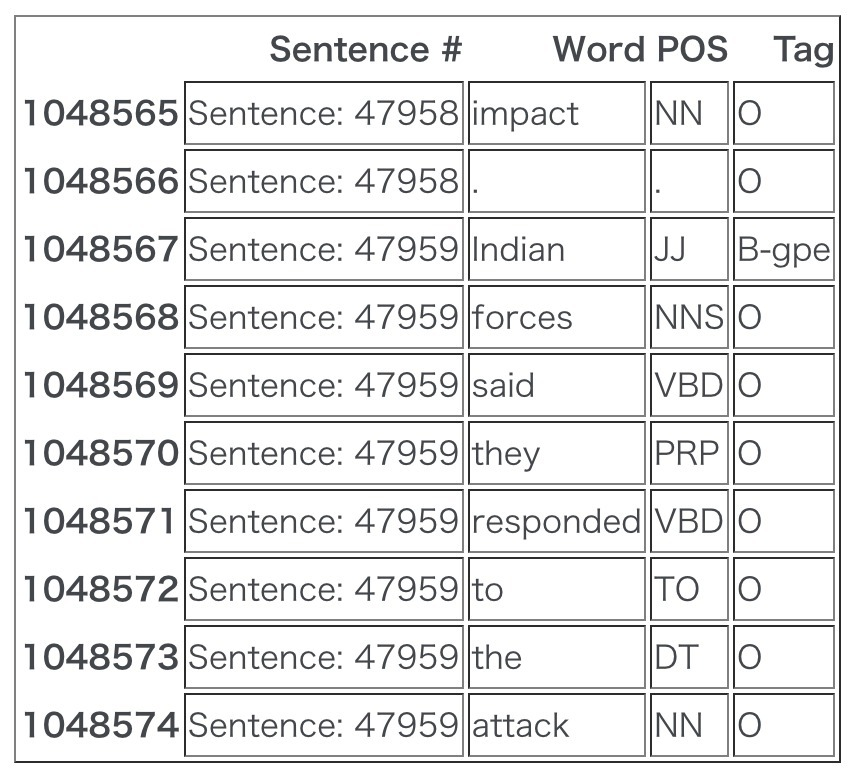 Sentence # Word POS Tag
1048565 Sentence: 47958 impact NN O
1048566 Sentence: 47958 . . O
1048567 Sentence: 47959 Indian JJ B-gpe
1048568 Sentence: 47959 forces NNS O
1048569 Sentence: 47959 said VBD O
1048570 Sentence: 47959 they PRP O
1048571 Sentence: 47959 responded VBD O
1048572 Sentence: 47959 to TO O
1048573 Sentence: 47959 the DT O
1048574 Sentence: 47959 attack NN O